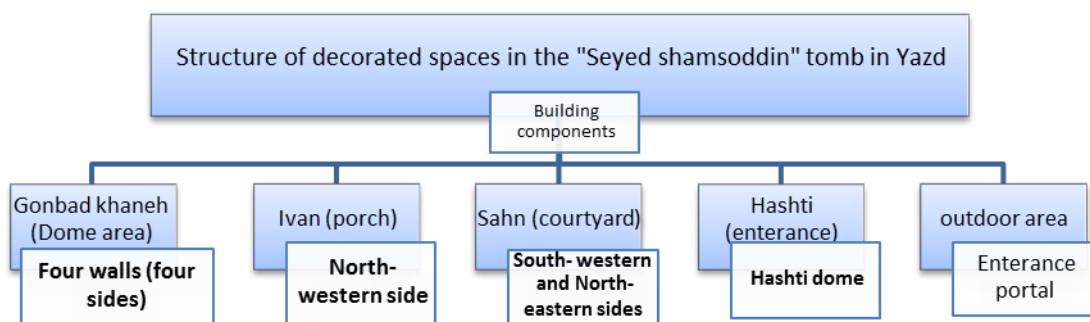 Structure of decorated spaces in the "Seyed shamsoddin" tomb in Yazd
Building
components
Gonbad khaneh
(Dome area)
Four walls (four
sides)
Ivan (porch)
North-
western side
Sahn (courtyard)
South- western
and North-
eastern sides
Hashti
(enterance)
Hashti dome
outdoor area
Enterance
portal